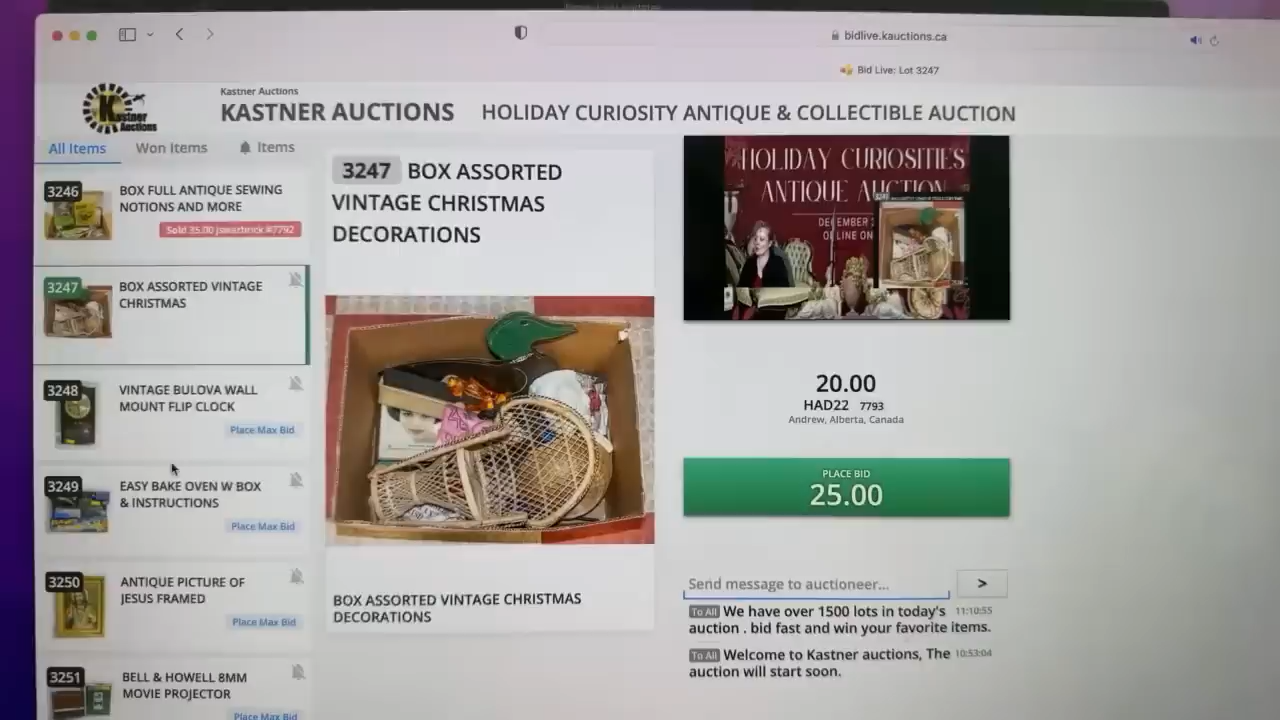 bidlive.kauctions.ca
Bid Live: Lot 3247
Kastner Auctions
KASTNER AUCTIONS
HOLIDAY CURIOSITY ANTIQUE & COLLECTIBLE AUCTION
Kastner
Auctions
All Items
Won Items
Items
3246
BOX FULL ANTIQUE SEWING
NOTIONS AND MORE
Sold 35.00
#7792
3247
BOX ASSORTED VINTAGE
CHRISTMAS
3248
VINTAGE BULOVA WALL
MOUNT FLIP CLOCK
Place Max Bid
3249
EASY BAKE OVEN W BOX
& INSTRUCTIONS
Place Max Bid
3250
ANTIQUE PICTURE OF
JESUS FRAMED
Place Max Bid
3251
BELL & HOWELL 8MM
MOVIE PROJECTOR
Place Max Bid
3247 BOX ASSORTED
VINTAGE CHRISTMAS
DECORATIONS
BOX ASSORTED VINTAGE CHRISTMAS
DECORATIONS
HOLIDAY CURIOSITIES
ANTIQUE AUCTION
DECEMBER
20.00
HAD22 7793
Andrew, Alberta, Canada
PLACE BID
25.00
Send message to auctioneer...
>
To All We have over 1500 lots in today's 11:10:55
auction . bid fast and win your favorite items.
To All Welcome to Kastner auctions, The 10:53:04
auction will start soon.